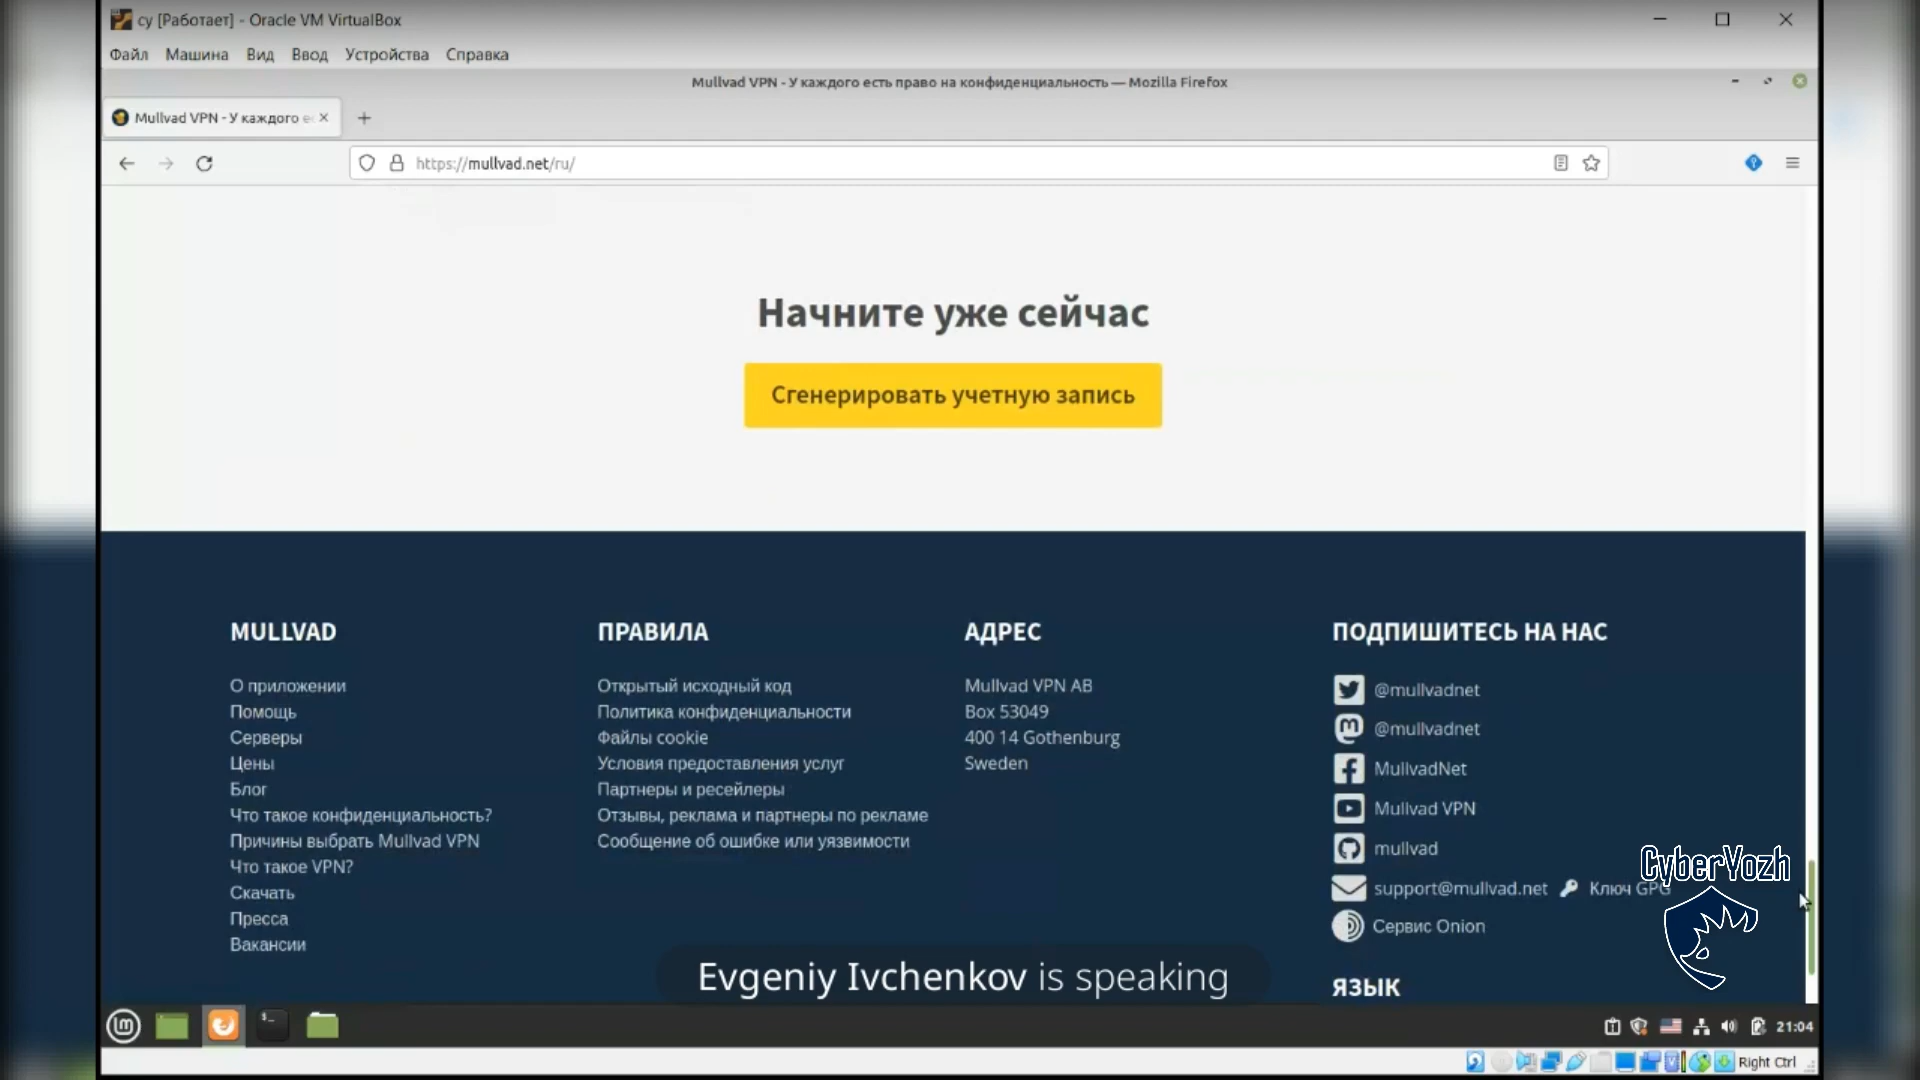 су [Работает] - Oracle VM VirtualBox
Файл Машина Вид Ввод Устройства Справка
Mullvad VPN - У каждого есть право на конфиденциальность — Mozilla Firefox
Mullvad VPN - У каждого е
https://mullvad.net/ru/
Начните уже сейчас
Сгенерировать учетную запись
MULLVAD
О приложении
Помощь
Серверы
Цены
Блог
Что такое конфиденциальность?
Причины выбрать Mullvad VPN
Что такое VPN?
Скачать
Пресса
Вакансии
ПРАВИЛА
Открытый исходный код
Политика конфиденциальности
Файлы cookie
Условия предоставления услуг
Партнеры и ресейлеры
Отзывы, реклама и партнеры по рекламе
Сообщение об ошибке или уязвимости
АДРЕС
Mullvad VPN AB
Box 53049
400 14 Gothenburg
Sweden
ПОДПИШИТЕСЬ НА НАС
@mullvadnet
@mullvadnet
MullvadNet
Mullvad VPN
mullvad
support@mullvad.net Ключ GPG
Сервис Onion
ЯЗЫК
CyberYozh
Evgeniy Ivchenkov is speaking
21:04
Right Ctrl